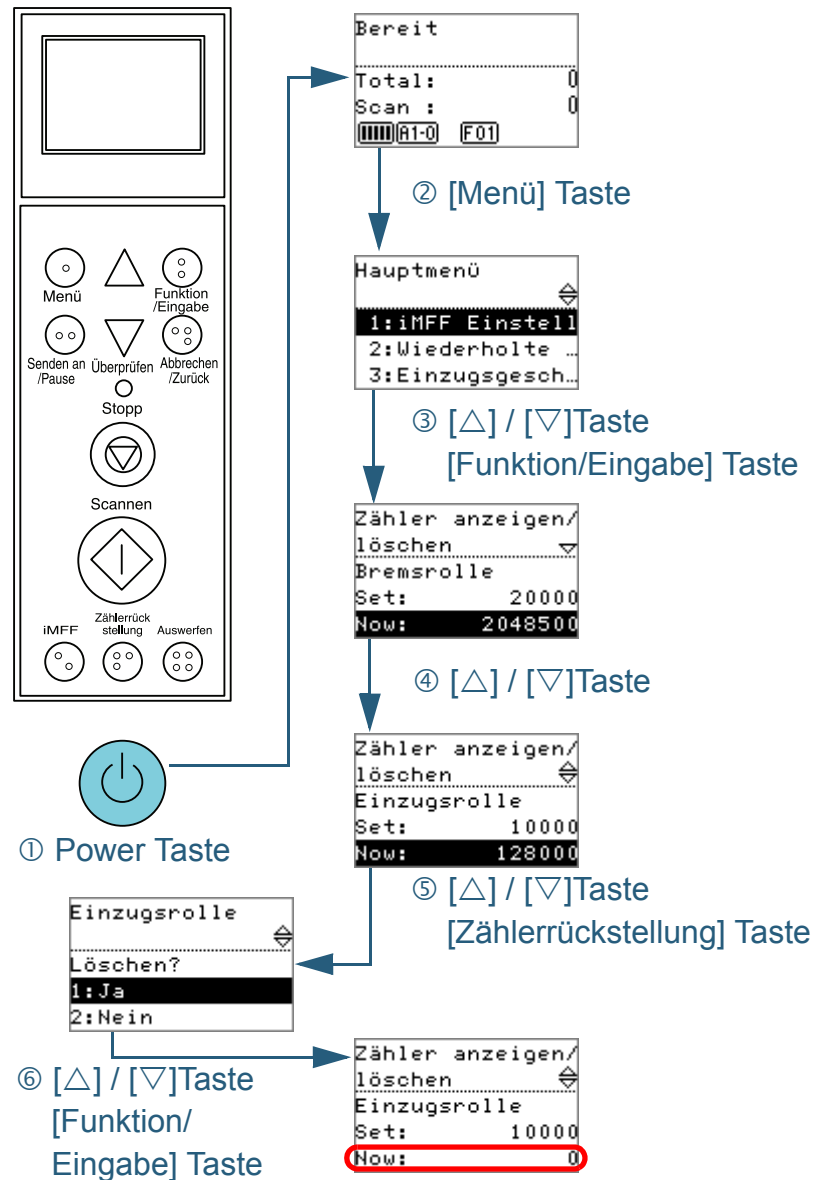 Menü
Funktion
/Eingabe
Senden an
/Pause
Überprüfen
Abbrechen
/Zurück
Stopp
Scannen
iMFF
Zählerrück
stellung
Auswerfen
① Power Taste
Bereit
Total: 0
Scan : 0
A1-0 F01
② [Menü] Taste
Hauptmenü
1:iMFF Einstell
2:Wiederholte …
3:Einzugsgesch…
③ [△] / [▽]Taste
[Funktion/Eingabe] Taste
Zähler anzeigen/
löschen
Bremsrolle
Set: 20000
Now: 2048500
④ [△] / [▽]Taste
Zähler anzeigen/
löschen
Einzugsrolle
Set: 10000
Now: 128000
⑤ [△] / [▽]Taste
[Zählerrückstellung] Taste
Einzugsrolle
Löschen?
1:Ja
2:Nein
⑥ [△] / [▽]Taste
[Funktion/
Eingabe] Taste
Zähler anzeigen/
löschen
Einzugsrolle
Set: 10000
Now: 0